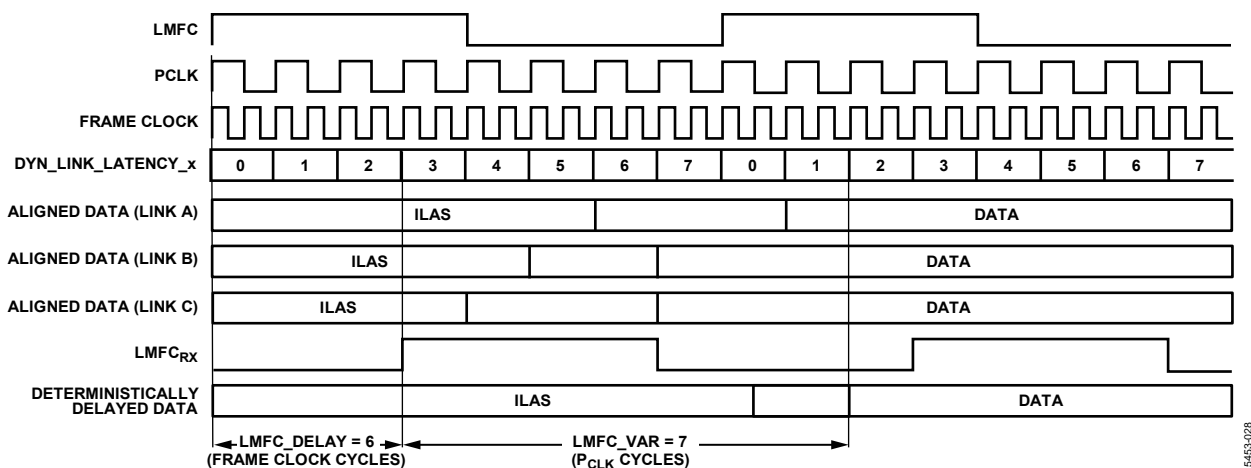 LMFC
PCLK
FRAME CLOCK
DYN_LINK_LATENCY_x 0 1 2 3 4 5 6 7 0 1 2 3 4 5 6 7
ALIGNED DATA (LINK A) ILAS DATA
ALIGNED DATA (LINK B) ILAS DATA
ALIGNED DATA (LINK C) ILAS DATA
LMFCRX
DETERMINISTICALLY
DELAYED DATA ILAS DATA
LMFC_DELAY = 6 LMFC_VAR = 7
(FRAME CLOCK CYCLES) (PCLK CYCLES)
5453-028